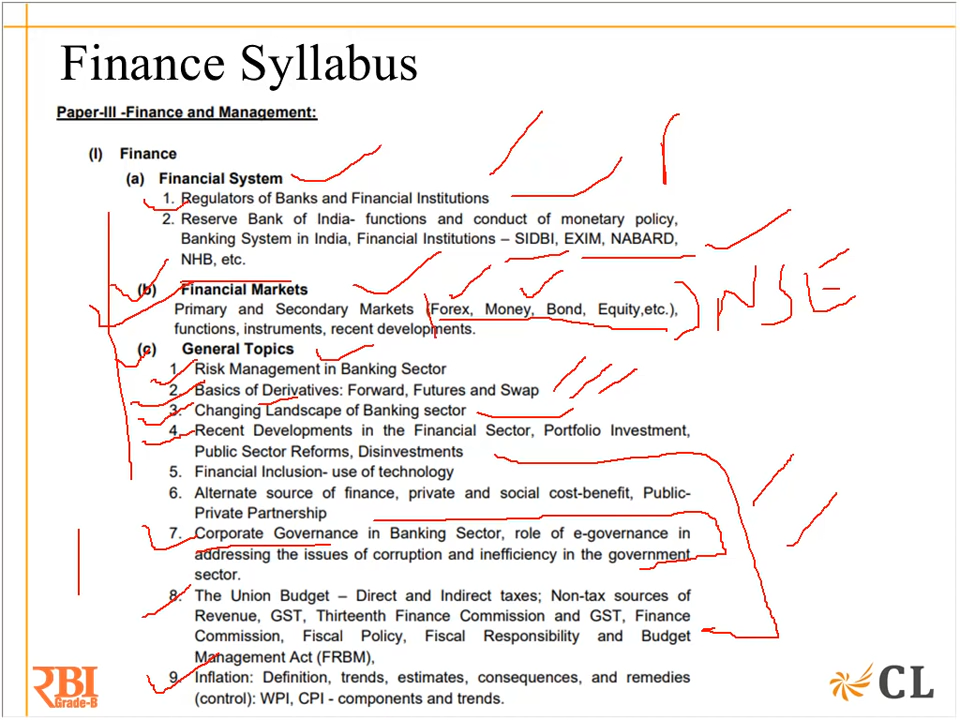 Finance Syllabus
Paper-III -Finance and Management:
(I) Finance
(a) Financial System
1. Regulators of Banks and Financial Institutions
2. Reserve Bank of India- functions and conduct of monetary policy,
Banking System in India, Financial Institutions – SIDBI, EXIM, NABARD,
NHB, etc.
(b) Financial Markets
Primary and Secondary Markets (Forex, Money, Bond, Equity,etc.),
functions, instruments, recent developments.
NSE
(c) General Topics
1. Risk Management in Banking Sector
2. Basics of Derivatives: Forward, Futures and Swap
3. Changing Landscape of Banking sector
4. Recent Developments in the Financial Sector, Portfolio Investment,
Public Sector Reforms, Disinvestments
5. Financial Inclusion- use of technology
6. Alternate source of finance, private and social cost-benefit, Public-
Private Partnership
7. Corporate Governance in Banking Sector, role of e-governance in
addressing the issues of corruption and inefficiency in the government
sector.
8. The Union Budget – Direct and Indirect taxes; Non-tax sources of
Revenue, GST, Thirteenth Finance Commission and GST, Finance
Commission, Fiscal Policy, Fiscal Responsibility and Budget
Management Act (FRBM),
9. Inflation: Definition, trends, estimates, consequences, and remedies
(control): WPI, CPI - components and trends.
RBI
Grade-B
CL